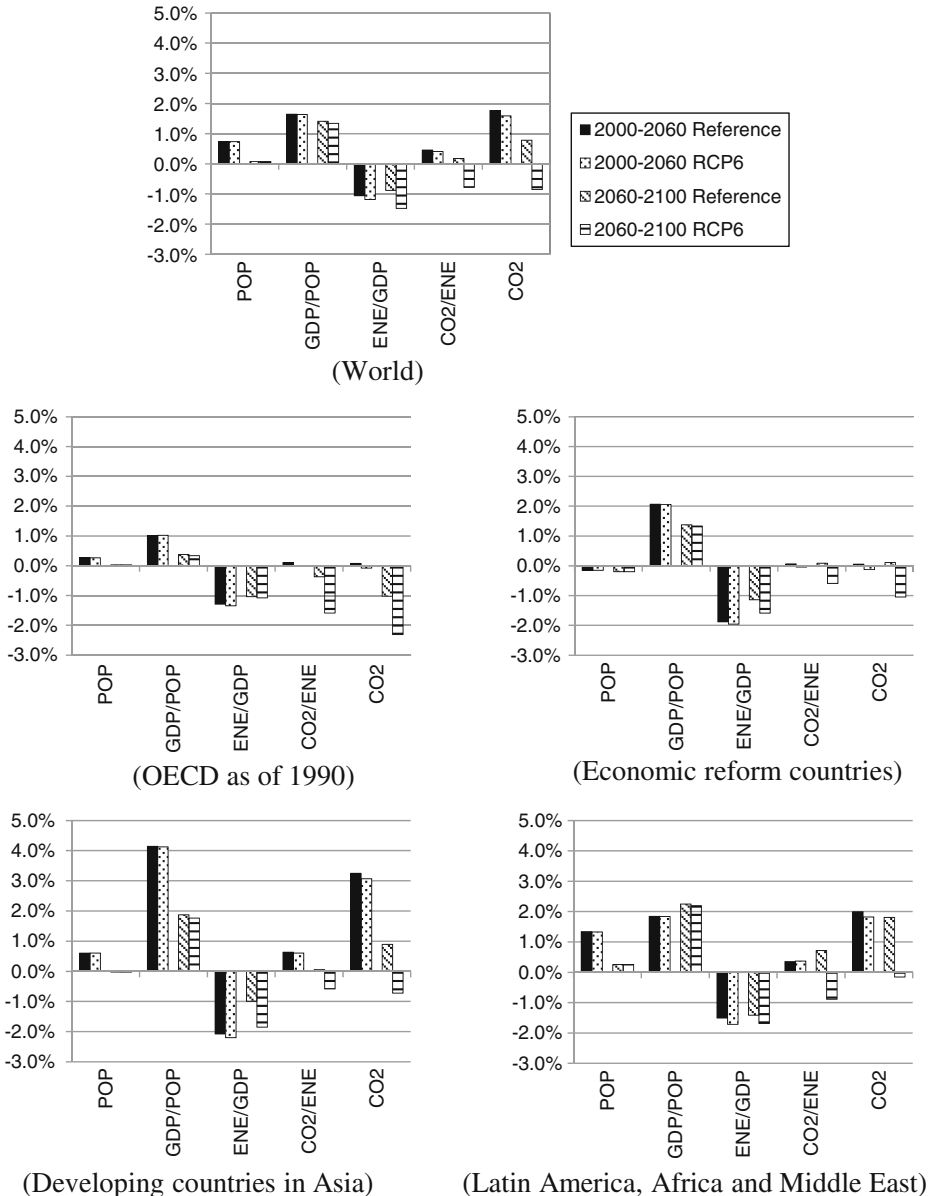 5.0%
4.0%
3.0%
2.0%
1.0%
0.0%
-1.0%
-2.0%
-3.0%
POP
GDP/POP
ENE/GDP
CO2/ENE
CO2
2000-2060 Reference
2000-2060 RCP6
2060-2100 Reference
2060-2100 RCP6
(World)
5.0%
4.0%
3.0%
2.0%
1.0%
0.0%
-1.0%
-2.0%
-3.0%
POP
GDP/POP
ENE/GDP
CO2/ENE
CO2
(OECD as of 1990)
5.0%
4.0%
3.0%
2.0%
1.0%
0.0%
-1.0%
-2.0%
-3.0%
POP
GDP/POP
ENE/GDP
CO2/ENE
CO2
(Economic reform countries)
5.0%
4.0%
3.0%
2.0%
1.0%
0.0%
-1.0%
-2.0%
-3.0%
POP
GDP/POP
ENE/GDP
CO2/ENE
CO2
(Developing countries in Asia)
5.0%
4.0%
3.0%
2.0%
1.0%
0.0%
-1.0%
-2.0%
-3.0%
POP
GDP/POP
ENE/GDP
CO2/ENE
CO2
(Latin America, Africa and Middle East)